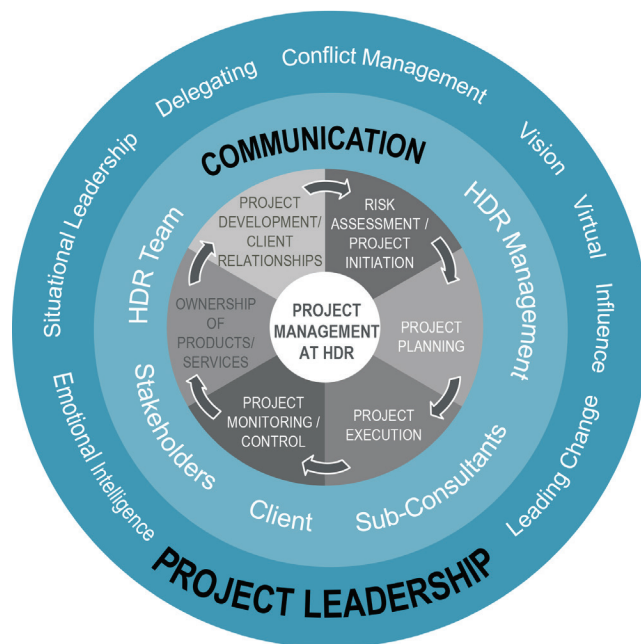 Conflict Management
Delegating
Vision
Situational Leadership
Virtual
Influence
Emotional Intelligence
Leading Change
PROJECT LEADERSHIP
COMMUNICATION
HDR Team
HDR Management
Stakeholders
Client
Sub-Consultants
PROJECT
DEVELOPMENT/
CLIENT
RELATIONSHIPS
RISK
ASSESSMENT /
PROJECT
INITIATION
OWNERSHIP
OF
PRODUCTS/
SERVICES
PROJECT
MANAGEMENT
AT HDR
PROJECT
PLANNING
PROJECT
MONITORING /
CONTROL
PROJECT
EXECUTION